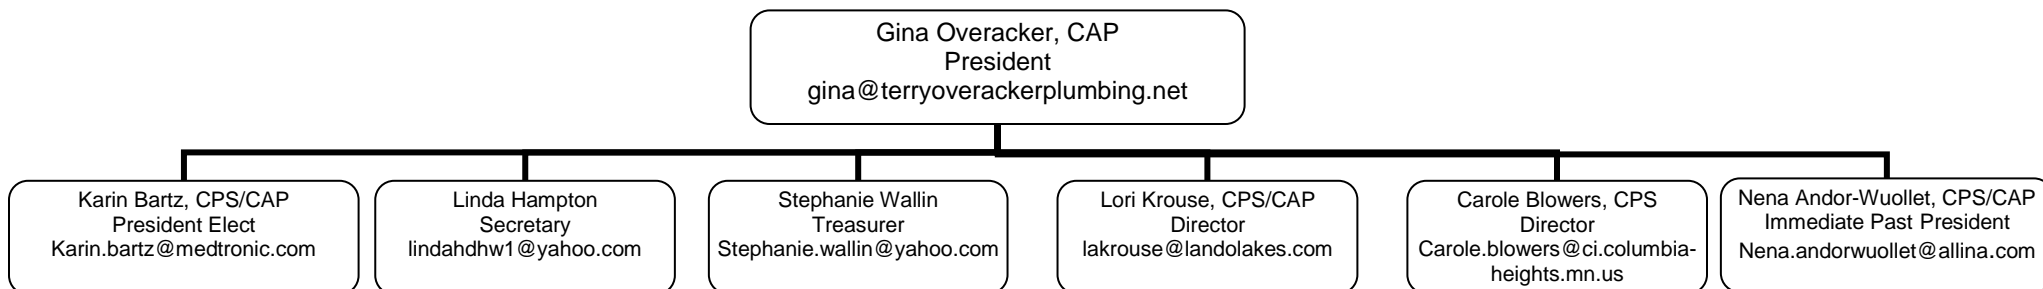 Gina Overacker, CAP
President
gina@terryoverackerplumbing.net
Karin Bartz, CPS/CAP
President Elect
Karin.bartz@medtronic.com
Linda Hampton
Secretary
lindahdhw1@yahoo.com
Stephanie Wallin
Treasurer
Stephanie.wallin@yahoo.com
Lori Krouse, CPS/CAP
Director
lakrouse@landolakes.com
Carole Blowers, CPS
Director
Carole.blowers@ci.columbia-
heights.mn.us
Nena Andor-Wuollet, CPS/CAP
Immediate Past President
Nena.andorwuollet@allina.com